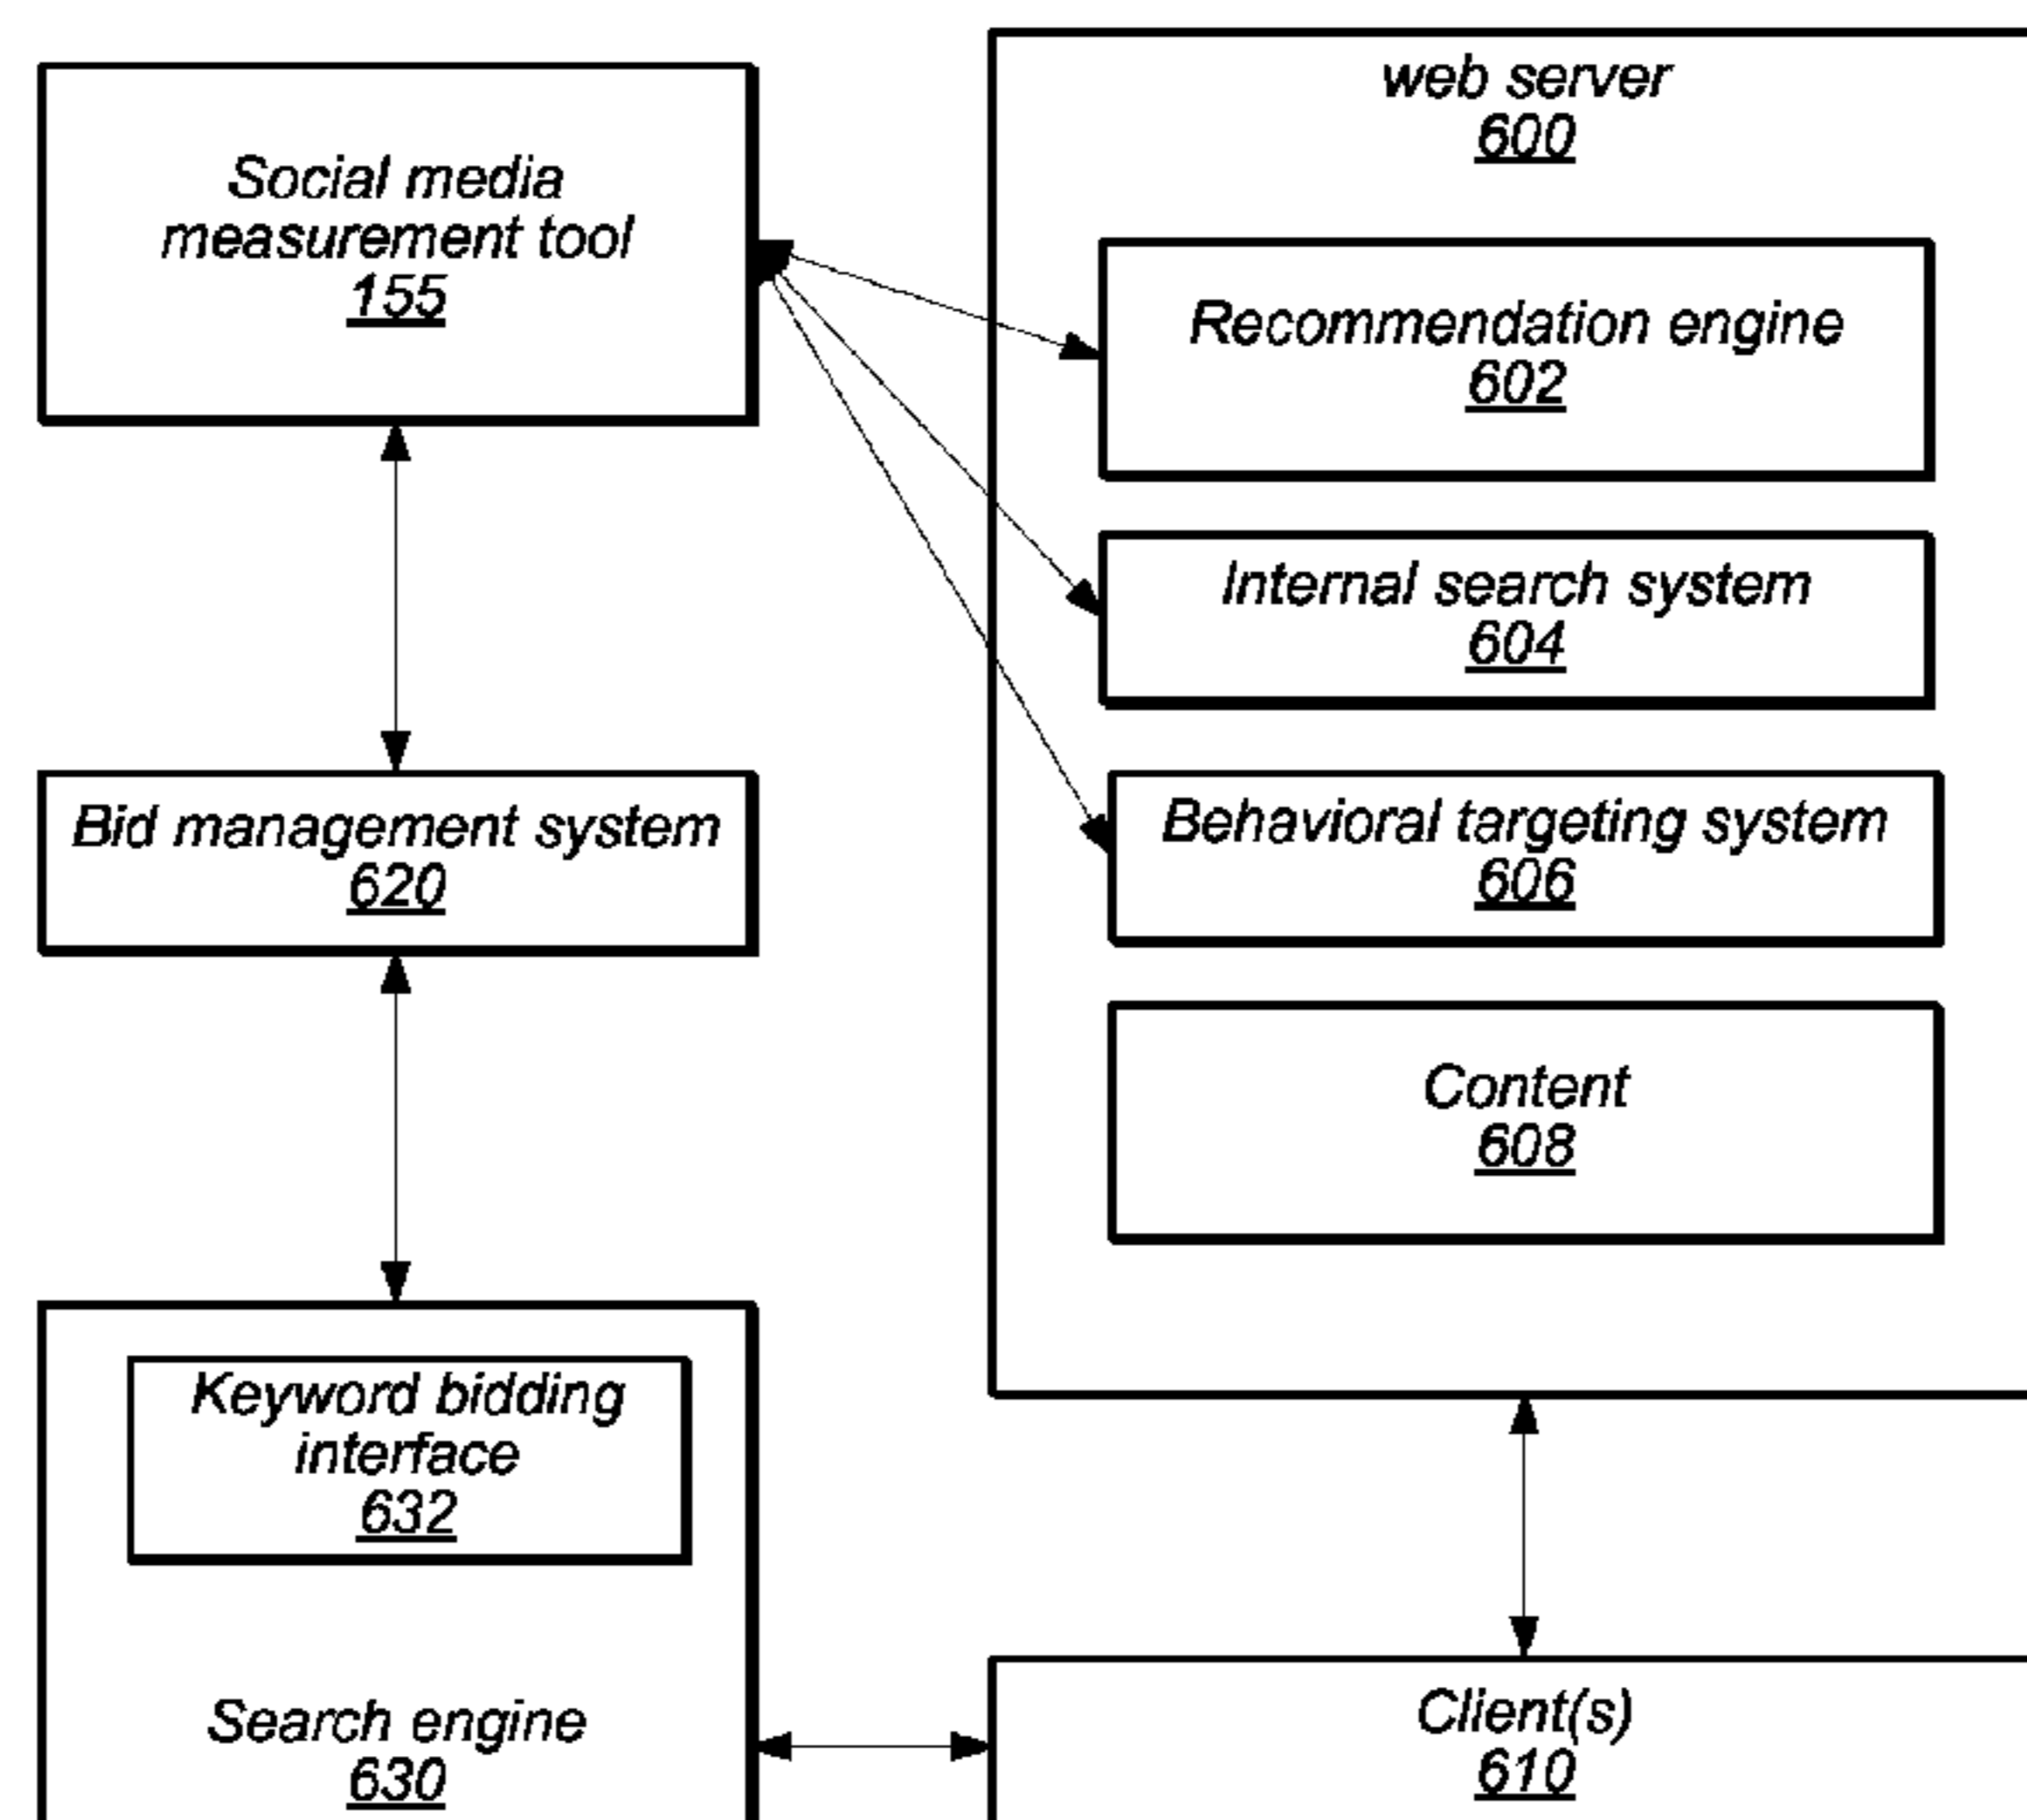 Social media
measurement tool
155
Bid management system
620
Keyword bidding
interface
632
Search engine
630
web server
600
Recommendation engine
602
Internal search system
604
Behavioral targeting system
606
Content
608
Client(s)
610